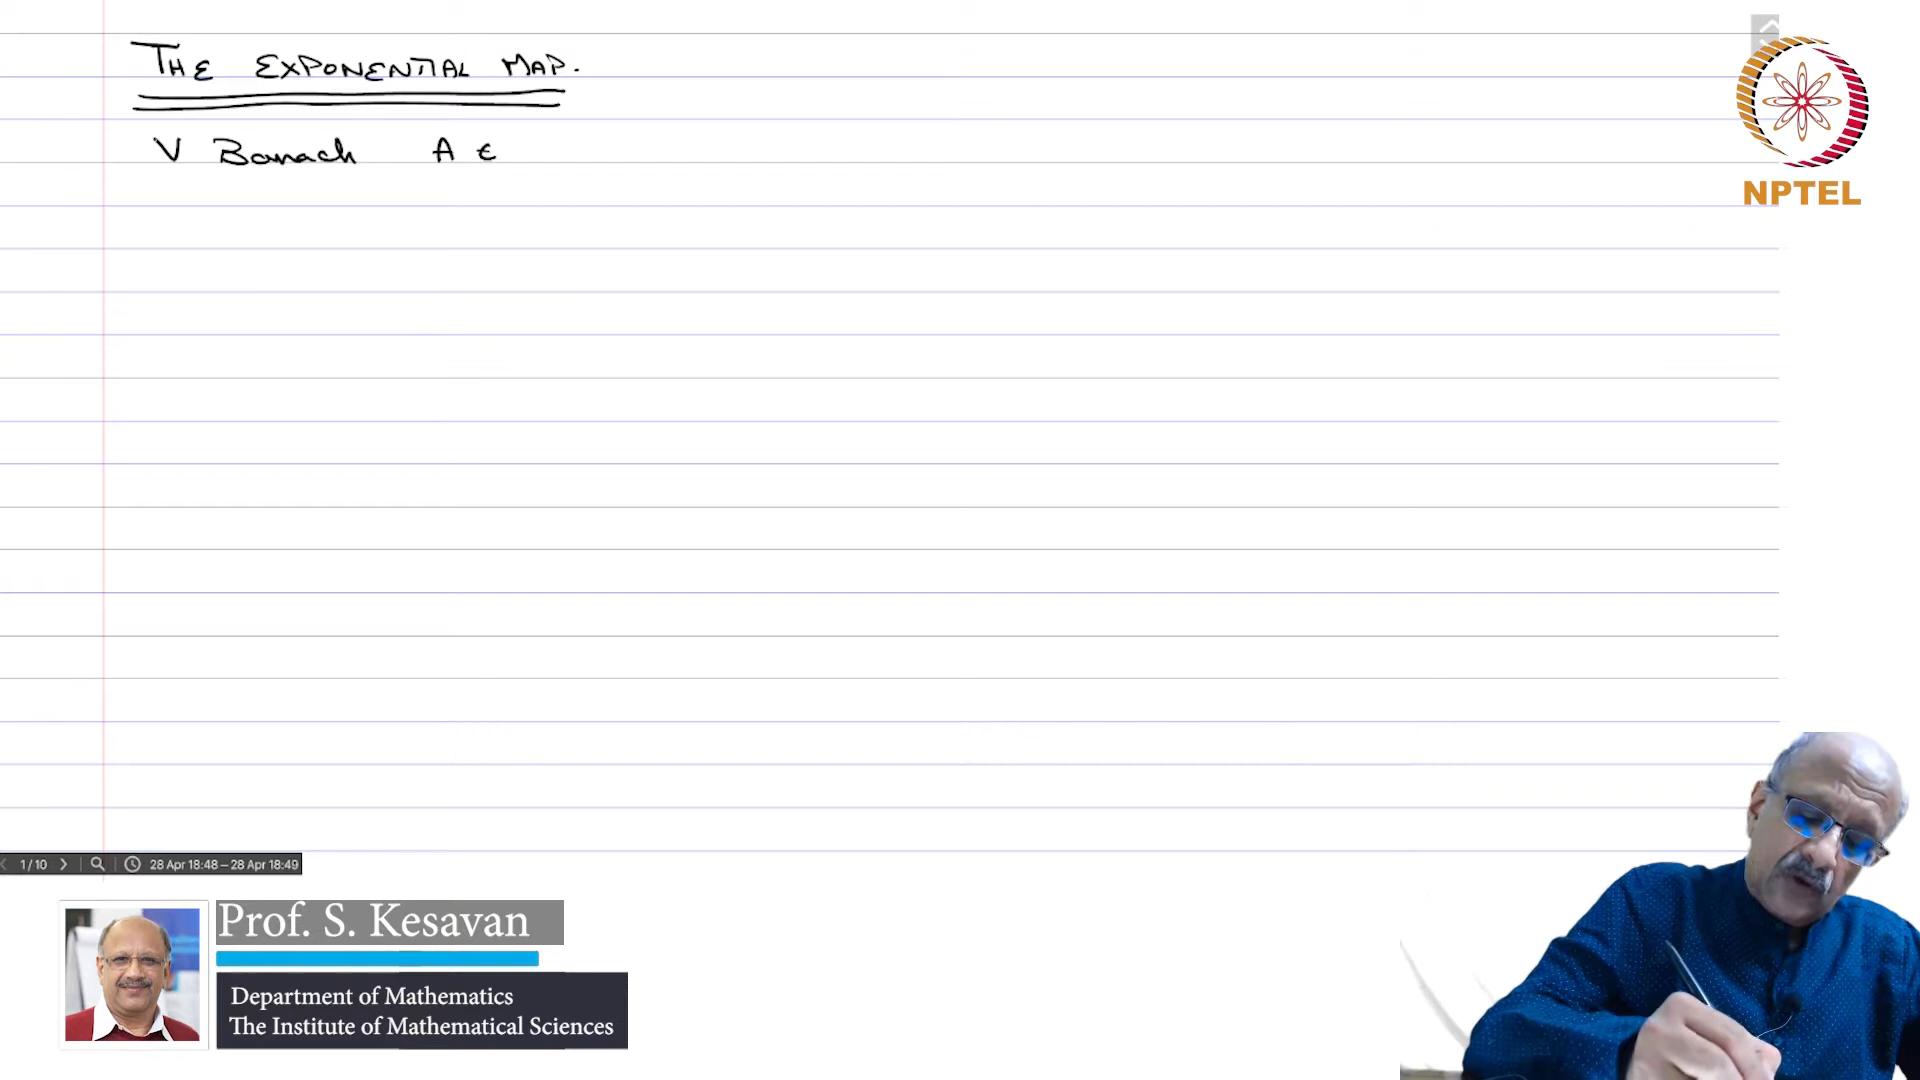 THE EXPONENTIAL MAP.
V Banach A ∈
NPTEL
1/10 28 Apr 18:48 – 28 Apr 18:49
Prof. S. Kesavan
Department of Mathematics
The Institute of Mathematical Sciences